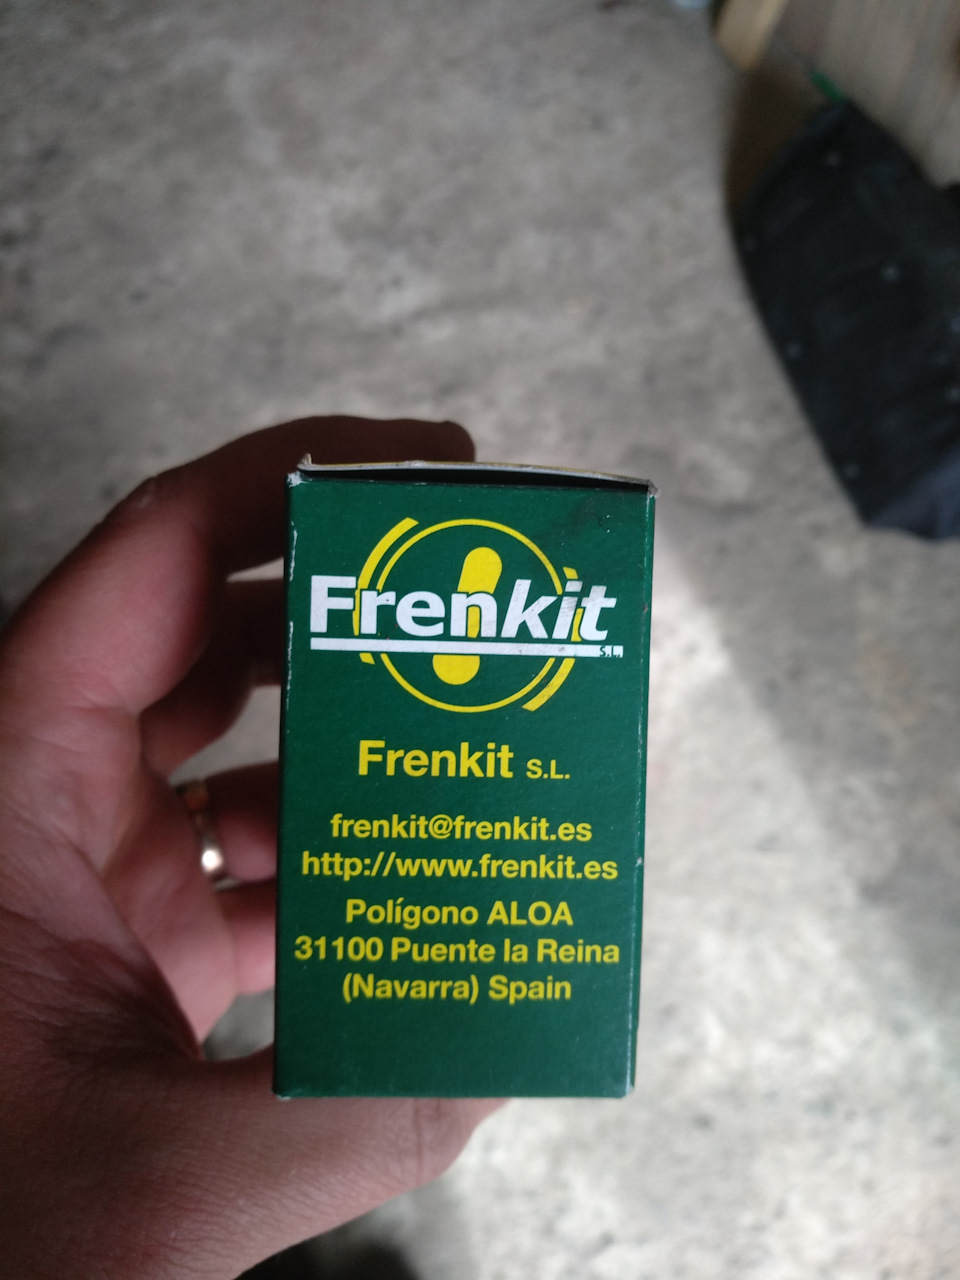 Frenkit
S.L.
Frenkit S.L.
frenkit@frenkit.es
http://www.frenkit.es
Polígono ALOA
31100 Puente la Reina
(Navarra) Spain